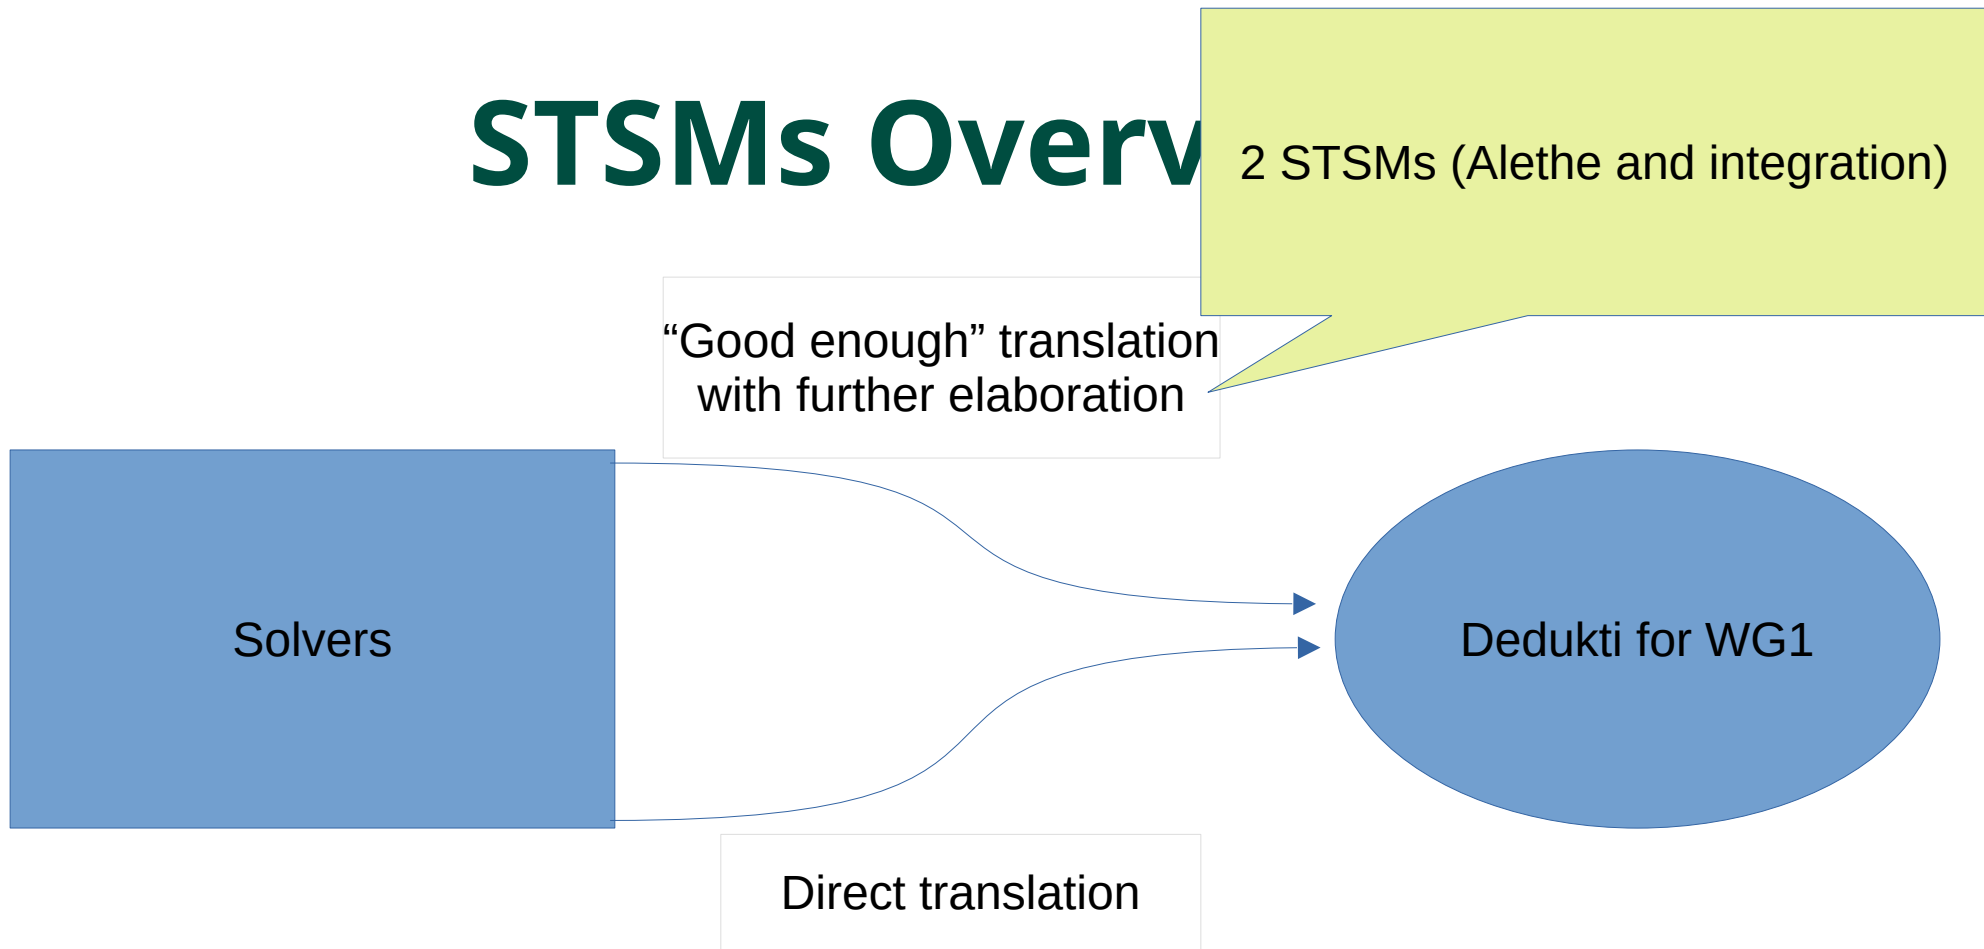 STSMs Overv
2 STSMs (Alethe and integration)
“Good enough” translation
with further elaboration
Solvers
Dedukti for WG1
Direct translation